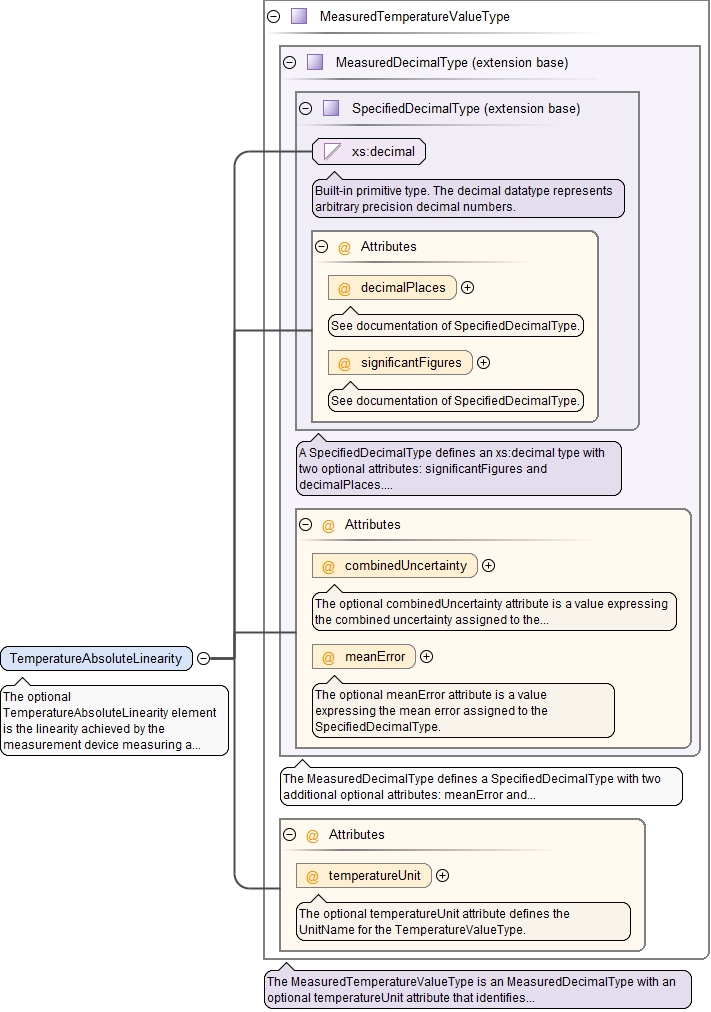 MeasuredTemperatureValueType
MeasuredDecimalType (extension base)
SpecifiedDecimalType (extension base)
xs:decimal
Built-in primitive type. The decimal datatype represents
arbitrary precision decimal numbers.
@ Attributes
@ decimalPlaces
See documentation of SpecifiedDecimalType.
@ significantFigures
See documentation of SpecifiedDecimalType.
A SpecifiedDecimalType defines an xs:decimal type with
two optional attributes: significantFigures and
decimalPlaces....
@ Attributes
@ combinedUncertainty
The optional combinedUncertainty attribute is a value expressing
the combined uncertainty assigned to the...
@ meanError
The optional meanError attribute is a value
expressing the mean error assigned to the
SpecifiedDecimalType.
TemperatureAbsoluteLinearity
The optional
TemperatureAbsoluteLinearity element
is the linearity achieved by the
measurement device measuring a...
The MeasuredDecimalType defines a SpecifiedDecimalType with two
additional optional attributes: meanError and...
@ Attributes
@ temperatureUnit
The optional temperatureUnit attribute defines the
UnitName for the TemperatureValueType.
The MeasuredTemperatureValueType is an MeasuredDecimalType with an
optional temperatureUnit attribute that identifies...